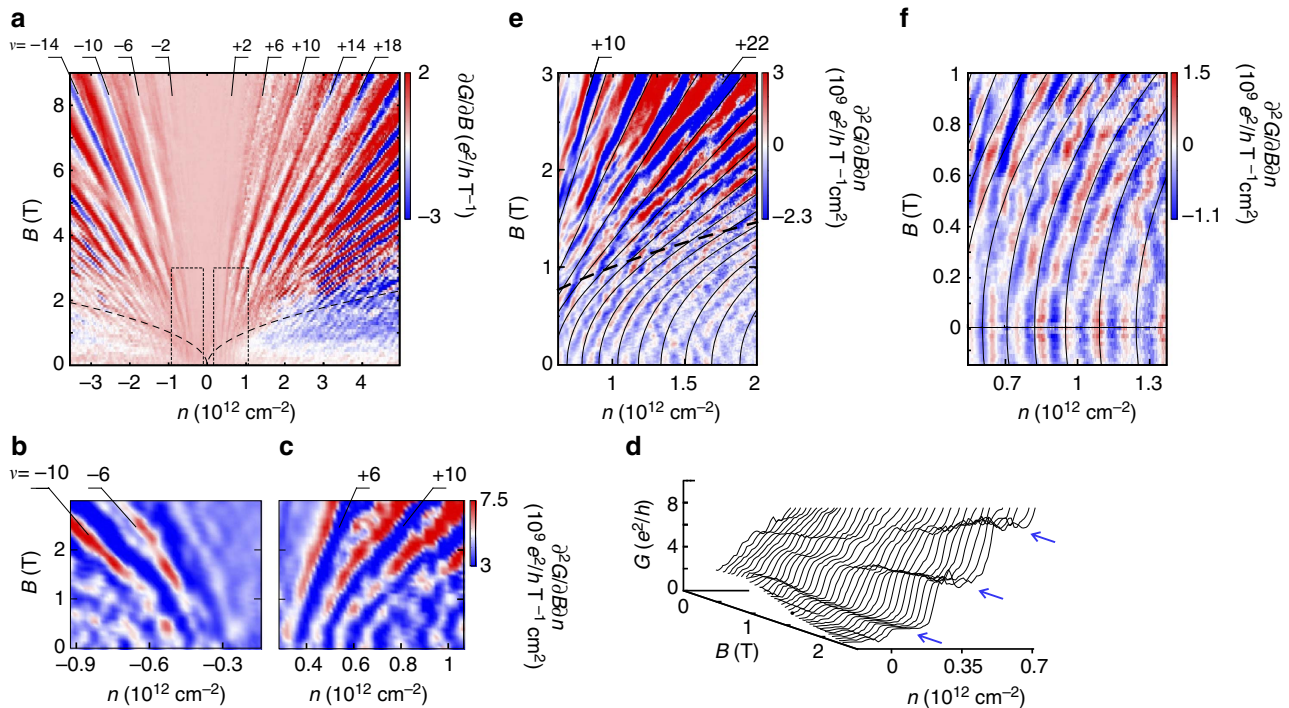 a
ν= −14 −10 −6 −2 +2 +6 +10 +14 +18
8
6
4
2
0
B (T)
−3 −2 −1 0 1 2 3 4
n (10¹² cm⁻²)
2
−3
∂G/∂B (e²/h T⁻¹)
e
+10 +22
3
2
1
0
B (T)
1 1.5 2
n (10¹² cm⁻²)
3
0
−2.3
∂²G/∂B∂n
(10⁹ e²/h T⁻¹cm²)
f
1
0.8
0.6
0.4
0.2
0
B (T)
0.7 1 1.3
n (10¹² cm⁻²)
1.5
0
−1.1
∂²G/∂B∂n
(10⁹ e²/h T⁻¹cm²)
b
ν= −10 −6
2
1
0
B (T)
−0.9 −0.6 −0.3
n (10¹² cm⁻²)
c
+6 +10
0.4 0.6 0.8 1
n (10¹² cm⁻²)
7.5
3
∂²G/∂B∂n
(10⁹ e²/h T⁻¹ cm²)
d
8
4
0
G (e²/h)
0
1
2
B (T)
0 0.35 0.7
n (10¹² cm⁻²)